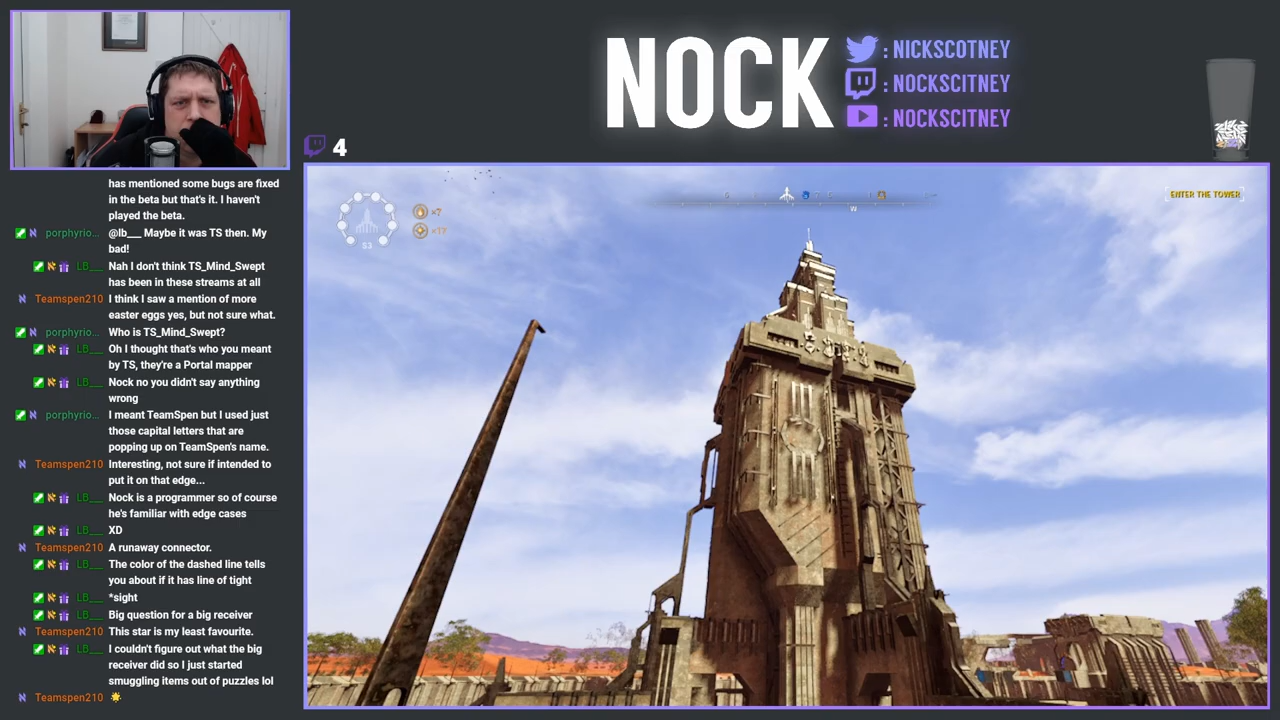 NOCK
: NICKSCOTNEY
: NOCKSCITNEY
: NOCKSCITNEY
4
has mentioned some bugs are fixed
in the beta but that's it. I haven't
played the beta.
porphyrio... @lb___ Maybe it was TS then. My
bad!
LB___ Nah I don't think TS_Mind_Swept
has been in these streams at all
Teamspen210 I think I saw a mention of more
easter eggs yes, but not sure what.
porphyrio... Who is TS_Mind_Swept?
LB___ Oh I thought that's who you meant
by TS, they're a Portal mapper
LB___ Nock no you didn't say anything
wrong
porphyrio... I meant TeamSpen but I used just
those capital letters that are
popping up on TeamSpen's name.
Teamspen210 Interesting, not sure if intended to
put it on that edge...
LB___ Nock is a programmer so of course
he's familiar with edge cases
LB___ XD
Teamspen210 A runaway connector.
LB___ The color of the dashed line tells
you about if it has line of tight
LB___ *sight
LB___ Big question for a big receiver
Teamspen210 This star is my least favourite.
LB___ I couldn't figure out what the big
receiver did so I just started
smuggling items out of puzzles lol
Teamspen210
53
×7
×17
W
ENTER THE TOWER